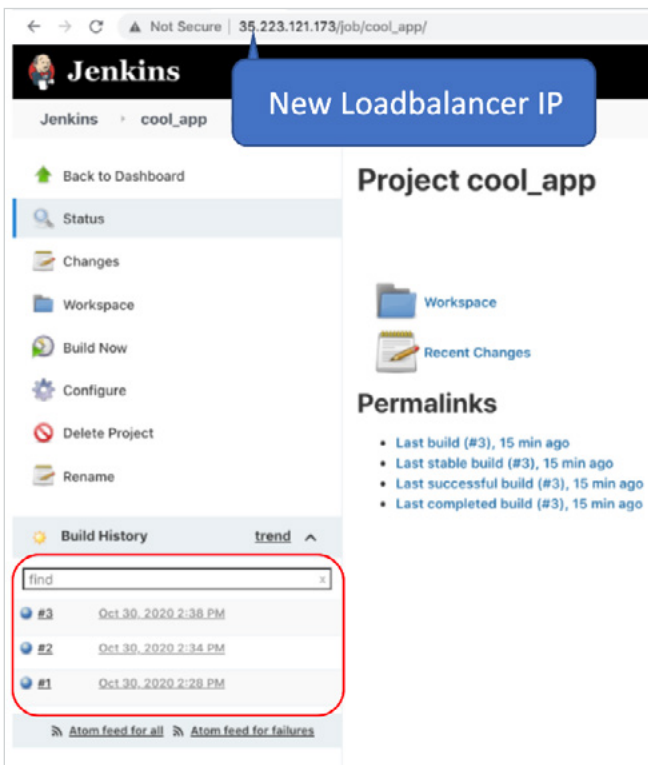 Not Secure | 35.223.121.173/job/cool_app/
Jenkins
New Loadbalancer IP
Jenkins cool_app
Back to Dashboard
Status
Changes
Workspace
Build Now
Configure
Delete Project
Rename
Build History trend
find x
#3 Oct 30, 2020 2:38 PM
#2 Oct 30, 2020 2:34 PM
#1 Oct 30, 2020 2:28 PM
Atom feed for all Atom feed for failures
Project cool_app
Workspace
Recent Changes
Permalinks
• Last build (#3), 15 min ago
• Last stable build (#3), 15 min ago
• Last successful build (#3), 15 min ago
• Last completed build (#3), 15 min ago